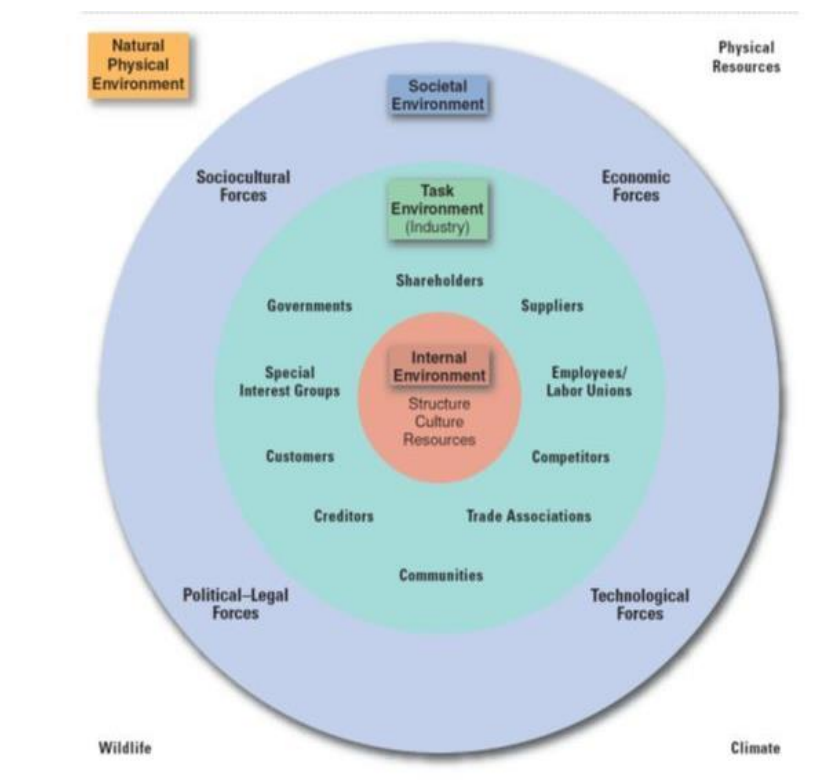 Natural
Physical
Environment
Physical
Resources
Societal
Environment
Sociocultural
Forces
Economic
Forces
Task
Environment
(Industry)
Shareholders
Governments
Suppliers
Internal
Environment
Structure
Culture
Resources
Special
Interest Groups
Employees/
Labor Unions
Customers
Competitors
Creditors
Trade Associations
Communities
Political–Legal
Forces
Technological
Forces
Wildlife
Climate